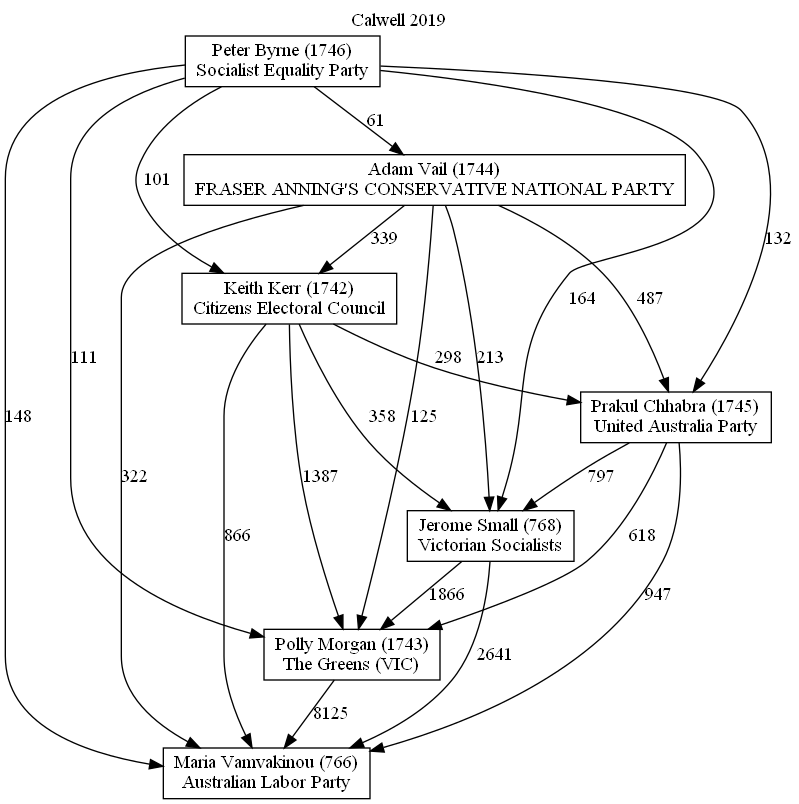 Calwell 2019
Peter Byrne (1746)
Socialist Equality Party
61
101
Adam Vail (1744)
FRASER ANNING'S CONSERVATIVE NATIONAL PARTY
339
132
Keith Kerr (1742)
Citizens Electoral Council
164
487
111
298
213
Prakul Chhabra (1745)
United Australia Party
148
358
125
322
1387
797
Jerome Small (768)
Victorian Socialists
866
618
1866
947
Polly Morgan (1743)
The Greens (VIC)
2641
8125
Maria Vamvakinou (766)
Australian Labor Party